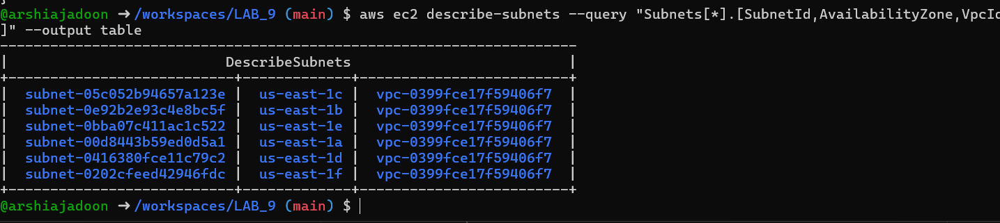 @arshiajadoon ➜ /workspaces/LAB_9 (main) $ aws ec2 describe-subnets --query "Subnets[*].[SubnetId,AvailabilityZone,VpcId
]" --output table
---------------------------------------------------------------------
| DescribeSubnets |
+---------------------------+-------------+-------------------------+
| subnet-05c052b94657a123e | us-east-1c | vpc-0399fce17f59406f7 |
| subnet-0e92b2e93c4e8bc5f | us-east-1b | vpc-0399fce17f59406f7 |
| subnet-0bba07c411ac1c522 | us-east-1e | vpc-0399fce17f59406f7 |
| subnet-00d8443b59ed0d5a1 | us-east-1a | vpc-0399fce17f59406f7 |
| subnet-0416380fce11c79c2 | us-east-1d | vpc-0399fce17f59406f7 |
| subnet-0202cfeed42946fdc | us-east-1f | vpc-0399fce17f59406f7 |
+---------------------------+-------------+-------------------------+
@arshiajadoon ➜ /workspaces/LAB_9 (main) $